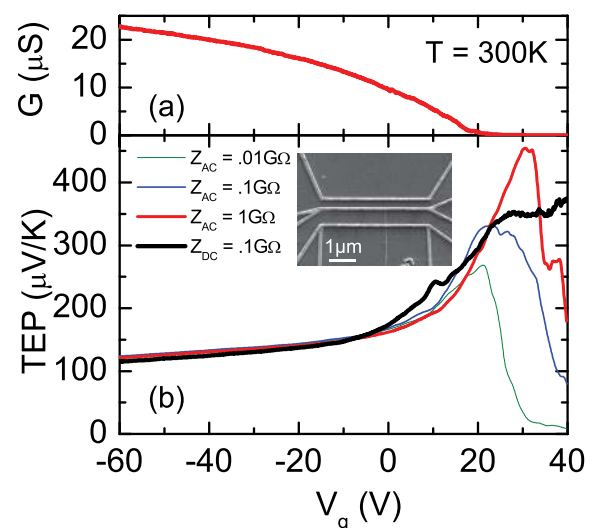 G (μS)
20
10
0
T = 300K
(a)
TEP (μV/K)
400
300
200
100
0
Z_AC = .01GΩ
Z_AC = .1GΩ
Z_AC = 1GΩ
Z_DC = .1GΩ
1μm
(b)
-60 -40 -20 0 20 40
V_g (V)